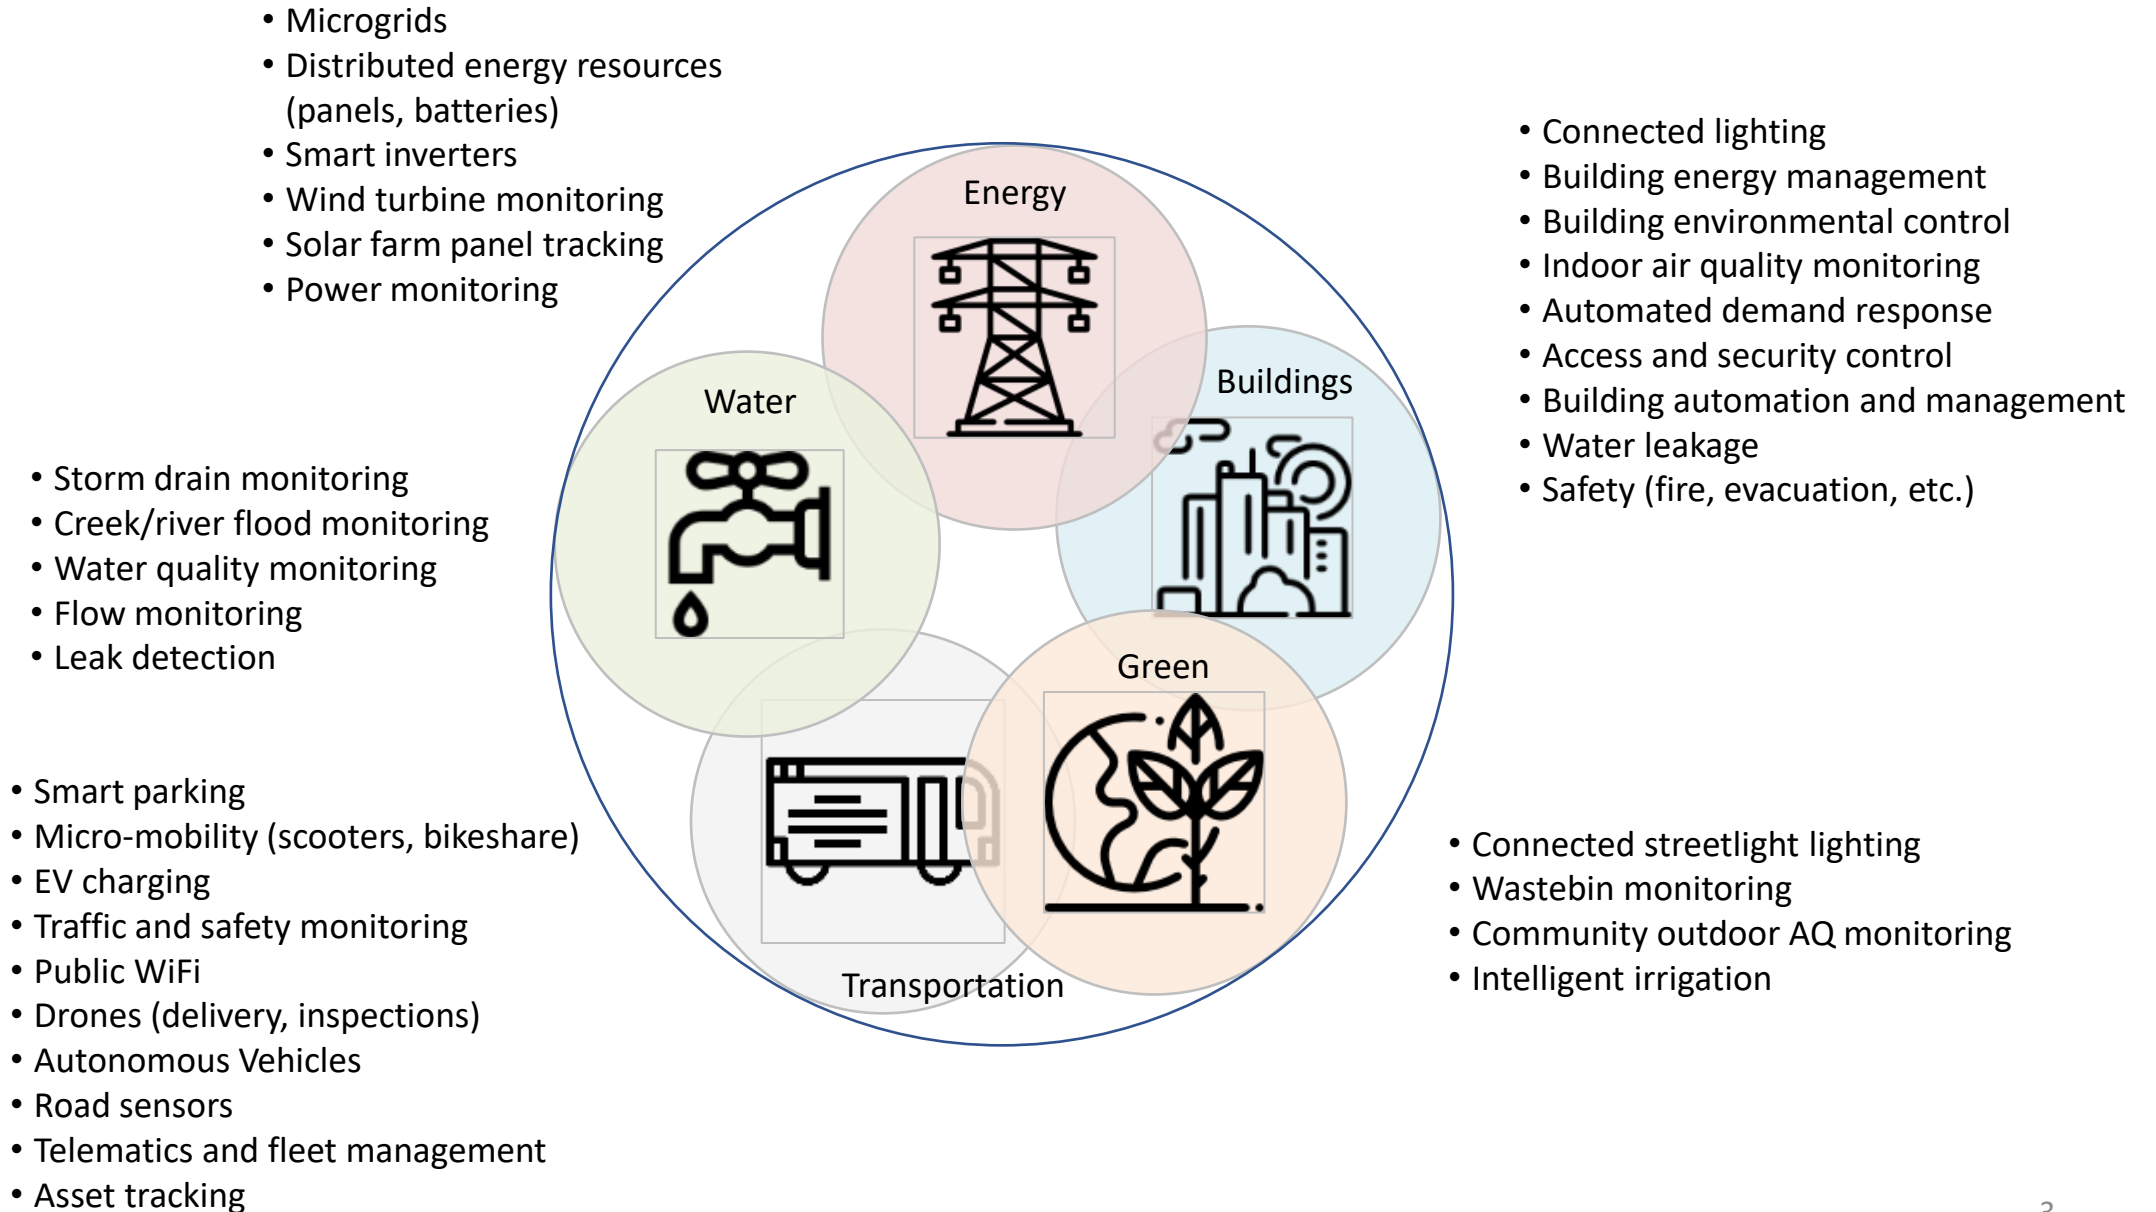 • Microgrids
• Distributed energy resources
(panels, batteries)
• Smart inverters
• Wind turbine monitoring
• Solar farm panel tracking
• Power monitoring
Energy
• Connected lighting
• Building energy management
• Building environmental control
• Indoor air quality monitoring
• Automated demand response
• Access and security control
• Building automation and management
• Water leakage
• Safety (fire, evacuation, etc.)
Buildings
Water
• Storm drain monitoring
• Creek/river flood monitoring
• Water quality monitoring
• Flow monitoring
• Leak detection
Green
• Smart parking
• Micro-mobility (scooters, bikeshare)
• EV charging
• Traffic and safety monitoring
• Public WiFi
• Drones (delivery, inspections)
• Autonomous Vehicles
• Road sensors
• Telematics and fleet management
• Asset tracking
Transportation
• Connected streetlight lighting
• Wastebin monitoring
• Community outdoor AQ monitoring
• Intelligent irrigation
3